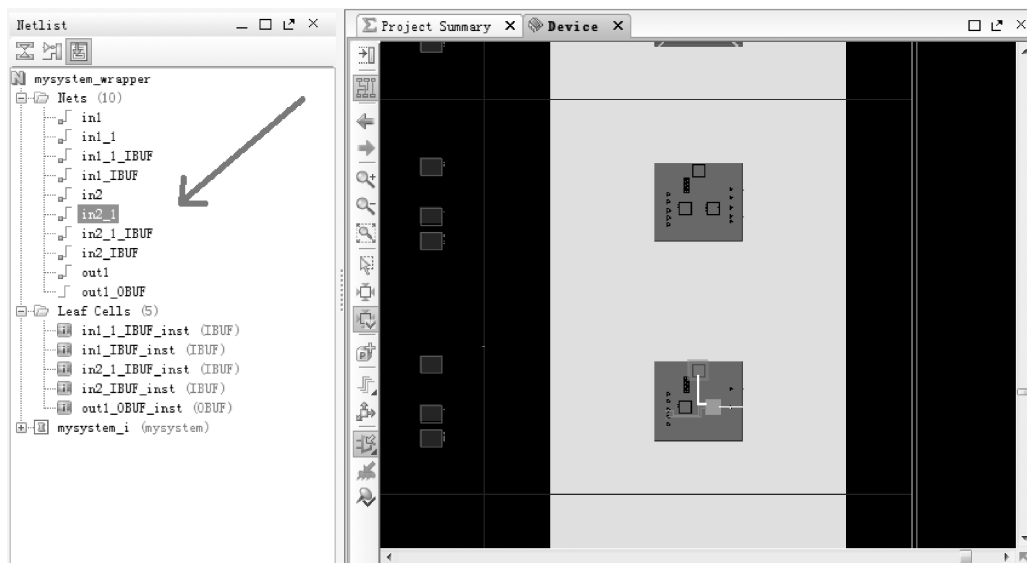 Netlist
mysystem_wrapper
Nets (10)
in1
in1_1
in1_1_IBUF
in1_IBUF
in2
in2_1
in2_1_IBUF
in2_IBUF
out1
out1_OBUF
Leaf Cells (5)
in1_1_IBUF_inst (IBUF)
in1_IBUF_inst (IBUF)
in2_1_IBUF_inst (IBUF)
in2_IBUF_inst (IBUF)
out1_OBUF_inst (OBUF)
mysystem_i (mysystem)
Project Summary
Device